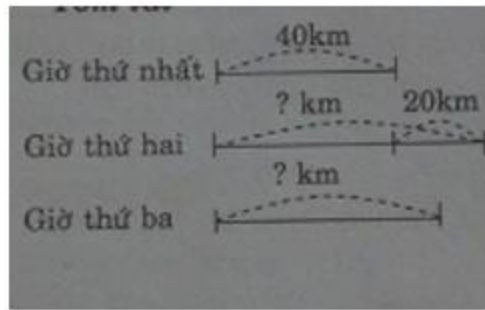 40km
Giờ thứ nhất
? km 20km
Giờ thứ hai
? km
Giờ thứ ba